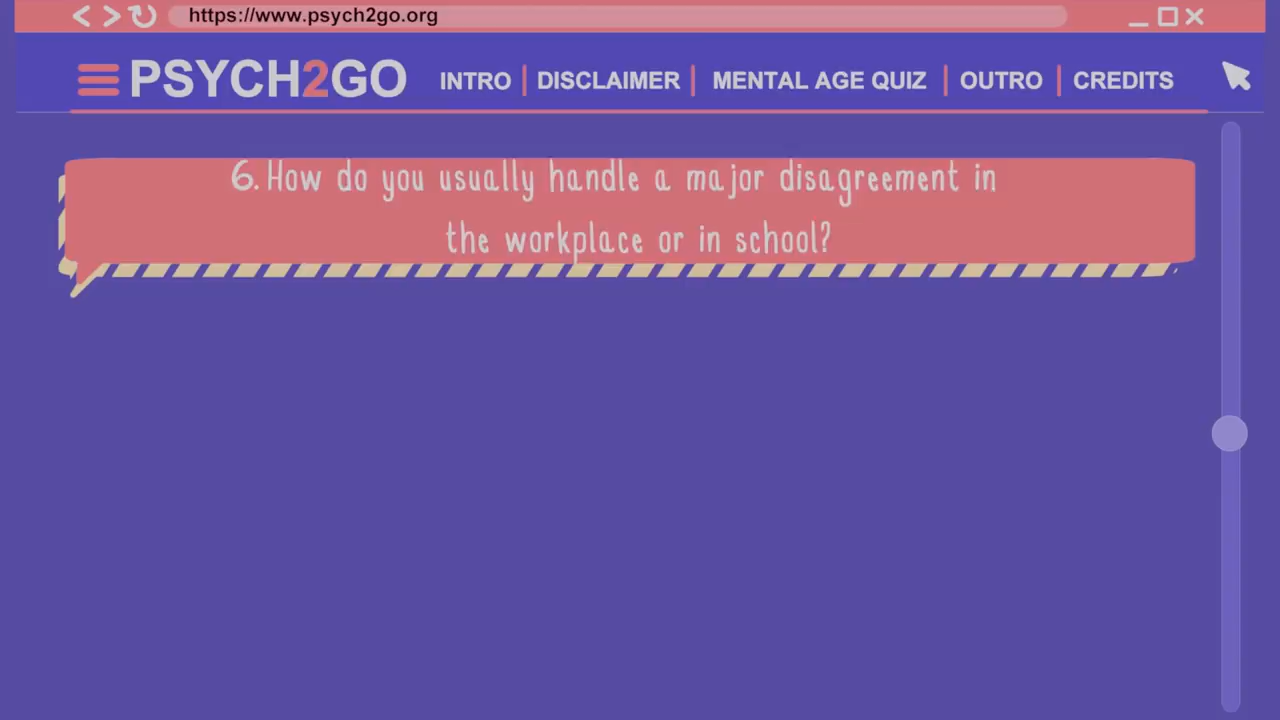 https://www.psych2go.org
PSYCH2GO INTRO DISCLAIMER MENTAL AGE QUIZ OUTRO CREDITS
6. How do you usually handle a major disagreement in
the workplace or in school?